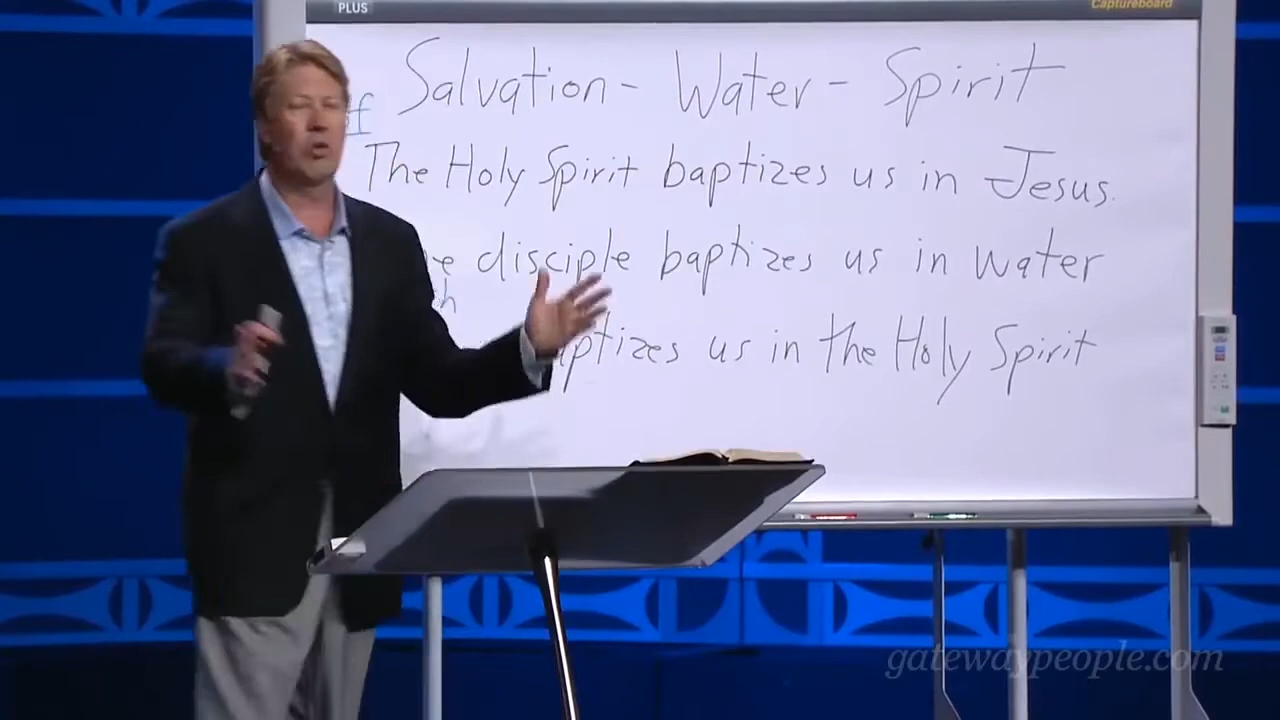 PLUS Captureboard
Salvation - Water - Spirit
The Holy Spirit baptizes us in Jesus.
disciple baptizes us in water
us in the Holy Spirit
gatewaypeople.com